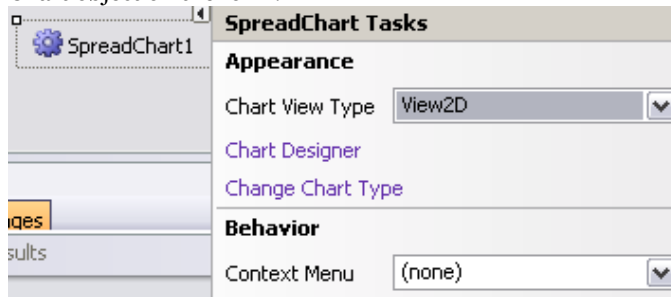 SpreadChart1
SpreadChart Tasks
Appearance
Chart View Type View2D
Chart Designer
Change Chart Type
Behavior
Context Menu (none)